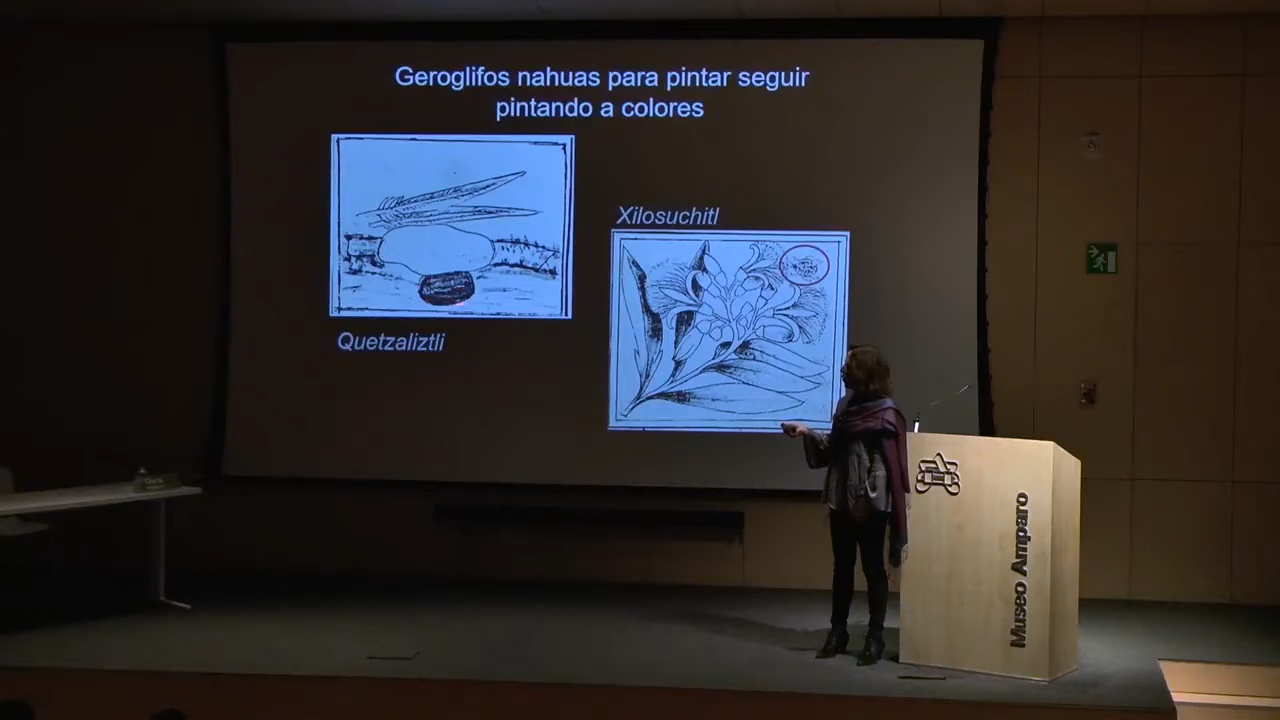 Geroglifos nahuas para pintar seguir
pintando a colores
Xilosuchitl
Quetzaliztli
Museo Amparo